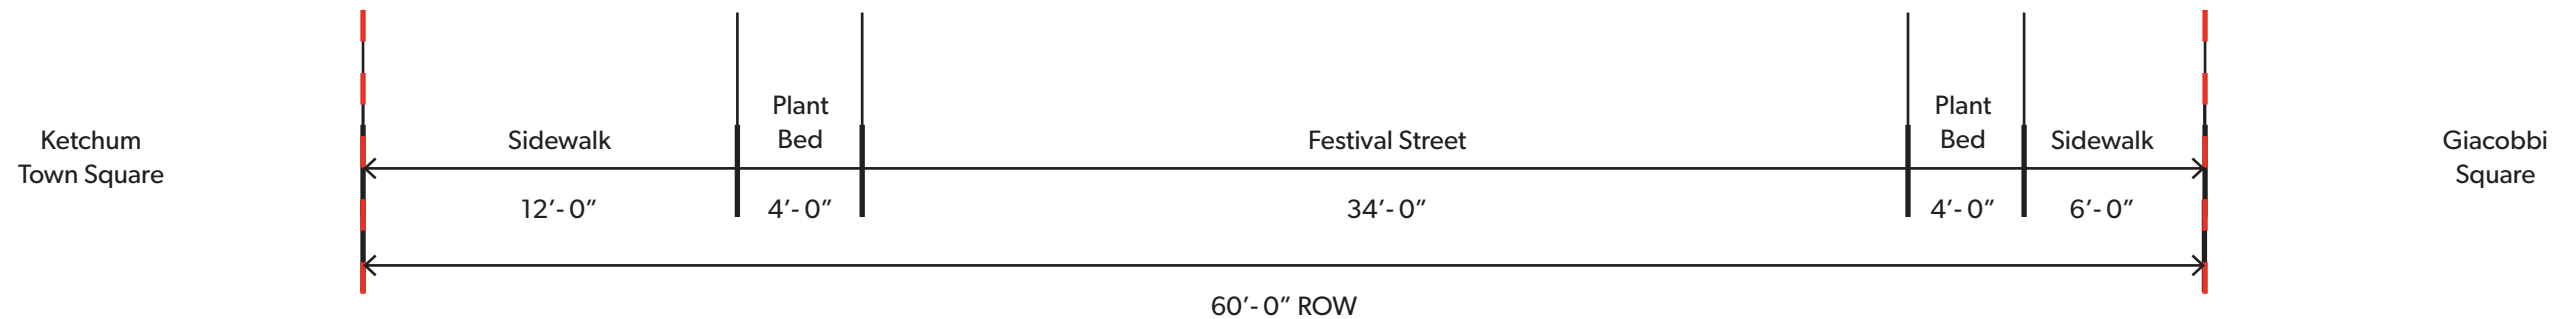 Ketchum
Town Square
Sidewalk
Plant
Bed
Festival Street
Plant
Bed
Sidewalk
Giacobbi
Square
12’- 0”
4’- 0”
34’- 0”
4’- 0”
6’- 0”
60’- 0” ROW